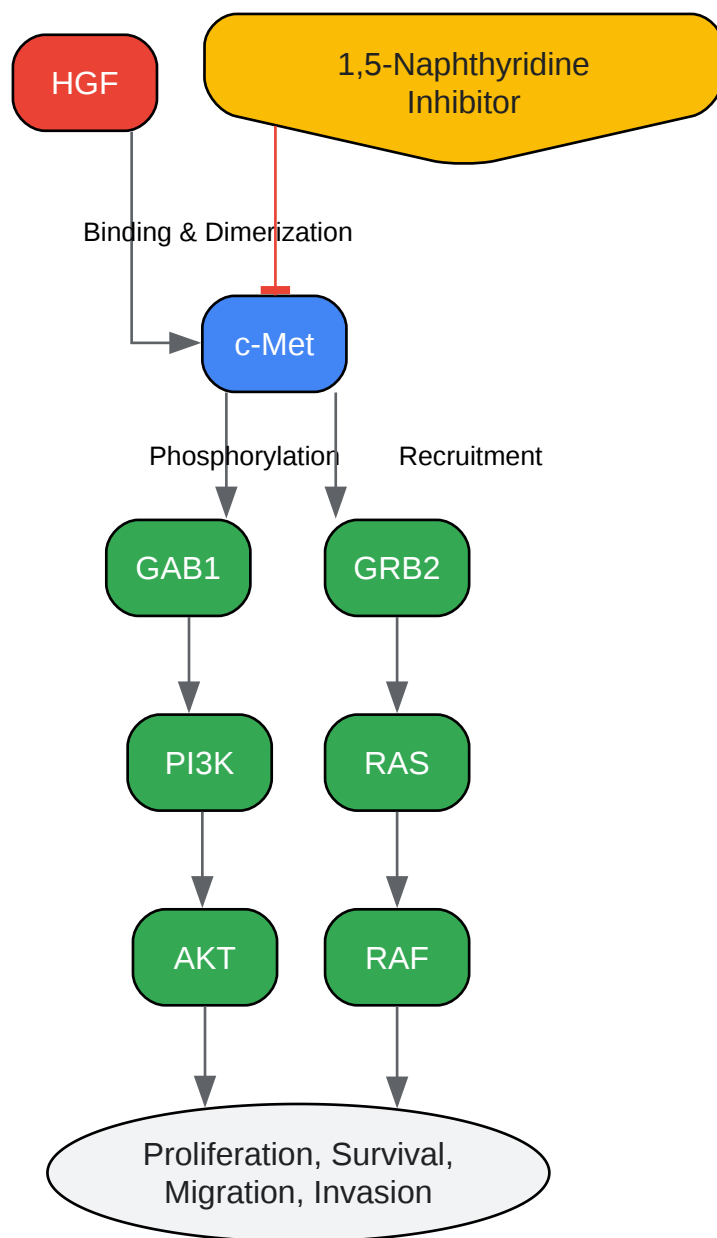 HGF
1,5-Naphthyridine
Inhibitor
Binding & Dimerization
c-Met
Phosphorylation
Recruitment
GAB1
GRB2
PI3K
RAS
AKT
RAF
Proliferation, Survival,
Migration, Invasion